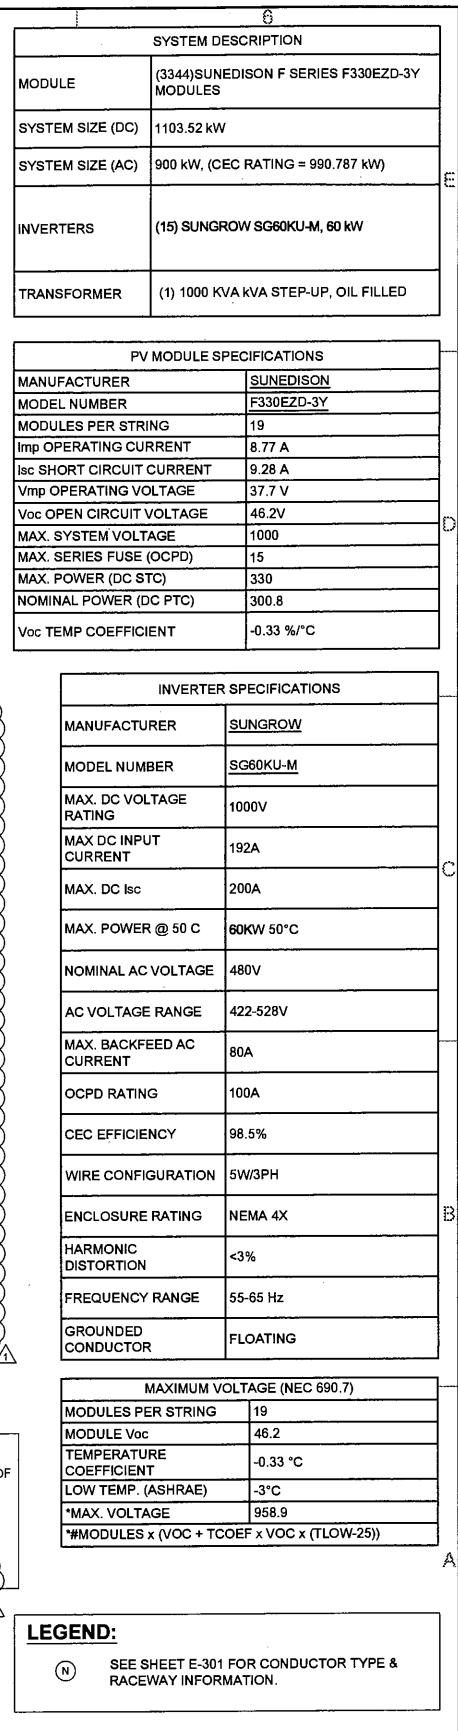 6
SYSTEM DESCRIPTION
MODULE (3344)SUNEDISON F SERIES F330EZD-3Y
MODULES
SYSTEM SIZE (DC) 1103.52 kW
SYSTEM SIZE (AC) 900 kW, (CEC RATING = 990.787 kW)
E
INVERTERS (15) SUNGROW SG60KU-M, 60 kW
TRANSFORMER (1) 1000 KVA kVA STEP-UP, OIL FILLED
PV MODULE SPECIFICATIONS
MANUFACTURER SUNEDISON
MODEL NUMBER F330EZD-3Y
MODULES PER STRING 19
Imp OPERATING CURRENT 8.77 A
Isc SHORT CIRCUIT CURRENT 9.28 A
Vmp OPERATING VOLTAGE 37.7 V
Voc OPEN CIRCUIT VOLTAGE 46.2V
D
MAX. SYSTEM VOLTAGE 1000
MAX. SERIES FUSE (OCPD) 15
MAX. POWER (DC STC) 330
NOMINAL POWER (DC PTC) 300.8
Voc TEMP COEFFICIENT -0.33 %/°C
INVERTER SPECIFICATIONS
MANUFACTURER SUNGROW
MODEL NUMBER SG60KU-M
MAX. DC VOLTAGE
RATING 1000V
MAX DC INPUT
CURRENT 192A
C
MAX. DC Isc 200A
MAX. POWER @ 50 C 60KW 50°C
NOMINAL AC VOLTAGE 480V
AC VOLTAGE RANGE 422-528V
MAX. BACKFEED AC
CURRENT 80A
OCPD RATING 100A
CEC EFFICIENCY 98.5%
WIRE CONFIGURATION 5W/3PH
ENCLOSURE RATING NEMA 4X
B
HARMONIC
DISTORTION <3%
FREQUENCY RANGE 55-65 Hz
GROUNDED
CONDUCTOR FLOATING
1
MAXIMUM VOLTAGE (NEC 690.7)
MODULES PER STRING 19
MODULE Voc 46.2
TEMPERATURE
COEFFICIENT -0.33 °C
OF
LOW TEMP. (ASHRAE) -3°C
*MAX. VOLTAGE 958.9
*#MODULES x (VOC + TCOEF x VOC x (TLOW-25))
A
LEGEND:
N SEE SHEET E-301 FOR CONDUCTOR TYPE &
RACEWAY INFORMATION.